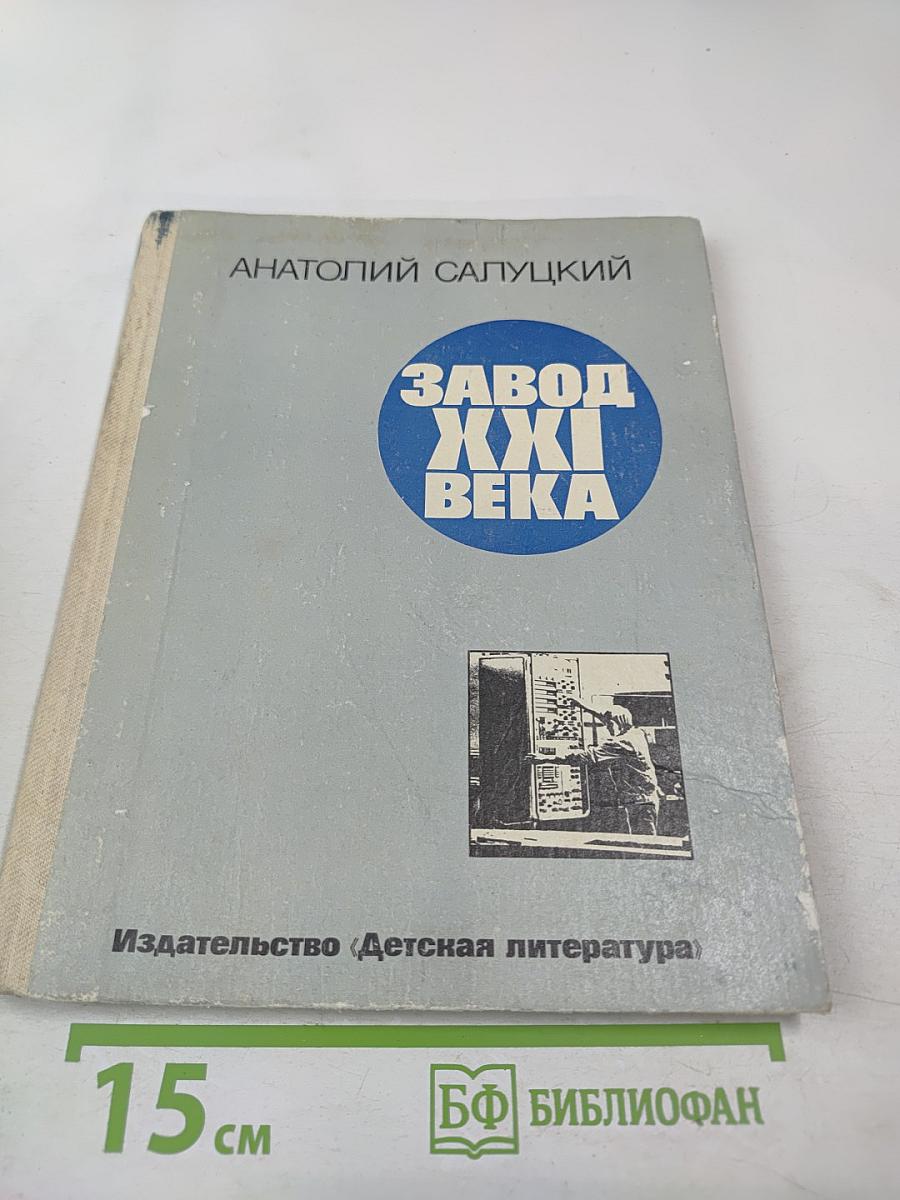 АНАТОЛИЙ САЛУЦКИЙ
ЗАВОД
XXI
ВЕКА
Издательство «Детская литература»
15 см
БФ БИБЛИОФАН